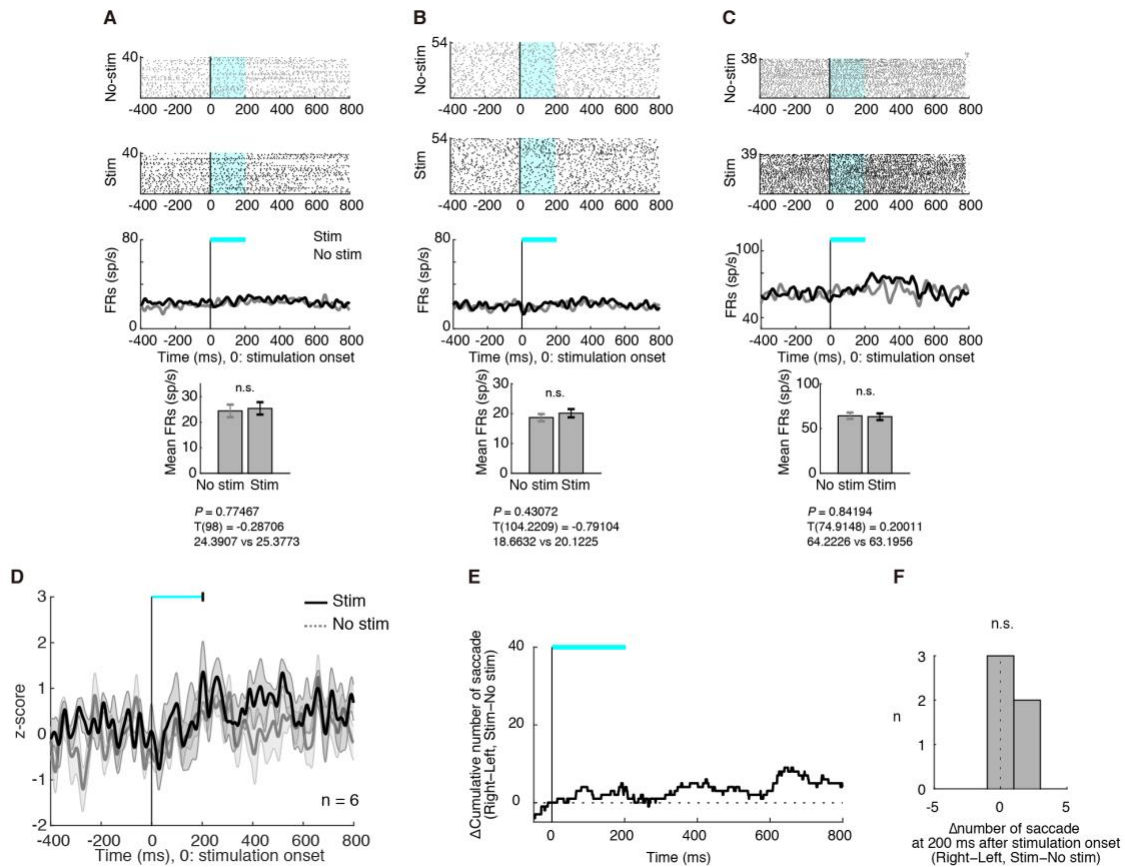 A
No-stim
40
-400 -200 0 200 400 600 800
Stim
40
-400 -200 0 200 400 600 800
FRs (sp/s)
80
0
Stim
No stim
-400 -200 0 200 400 600 800
Time (ms), 0: stimulation onset
Mean FRs (sp/s)
30
20
10
0
n.s.
No stim Stim
P = 0.77467
T(98) = -0.28706
24.3907 vs 25.3773
B
No-stim
54
-400 -200 0 200 400 600 800
Stim
54
-400 -200 0 200 400 600 800
FRs (sp/s)
80
0
-400 -200 0 200 400 600 800
Time (ms), 0: stimulation onset
Mean FRs (sp/s)
30
20
10
0
n.s.
No stim Stim
P = 0.43072
T(104.2209) = -0.79104
18.6632 vs 20.1225
C
No-stim
38
-400 -200 0 200 400 600 800
Stim
39
-400 -200 0 200 400 600 800
FRs (sp/s)
100
40
-400 -200 0 200 400 600 800
Time (ms), 0: stimulation onset
Mean FRs (sp/s)
100
50
0
n.s.
No stim Stim
P = 0.84194
T(74.9148) = 0.20011
64.2226 vs 63.1956
D
z-score
3
2
1
0
-1
-2
Stim
No stim
n = 6
-400 -200 0 200 400 600 800
Time (ms), 0: stimulation onset
E
ΔCumulative number of saccade
(Right–Left, Stim–No stim)
40
20
0
0 200 400 600 800
Time (ms)
F
n.s.
n
3
2
1
0
-5 0 5
Δnumber of saccade
at 200 ms after stimulation onset
(Right–Left, Stim–No stim)